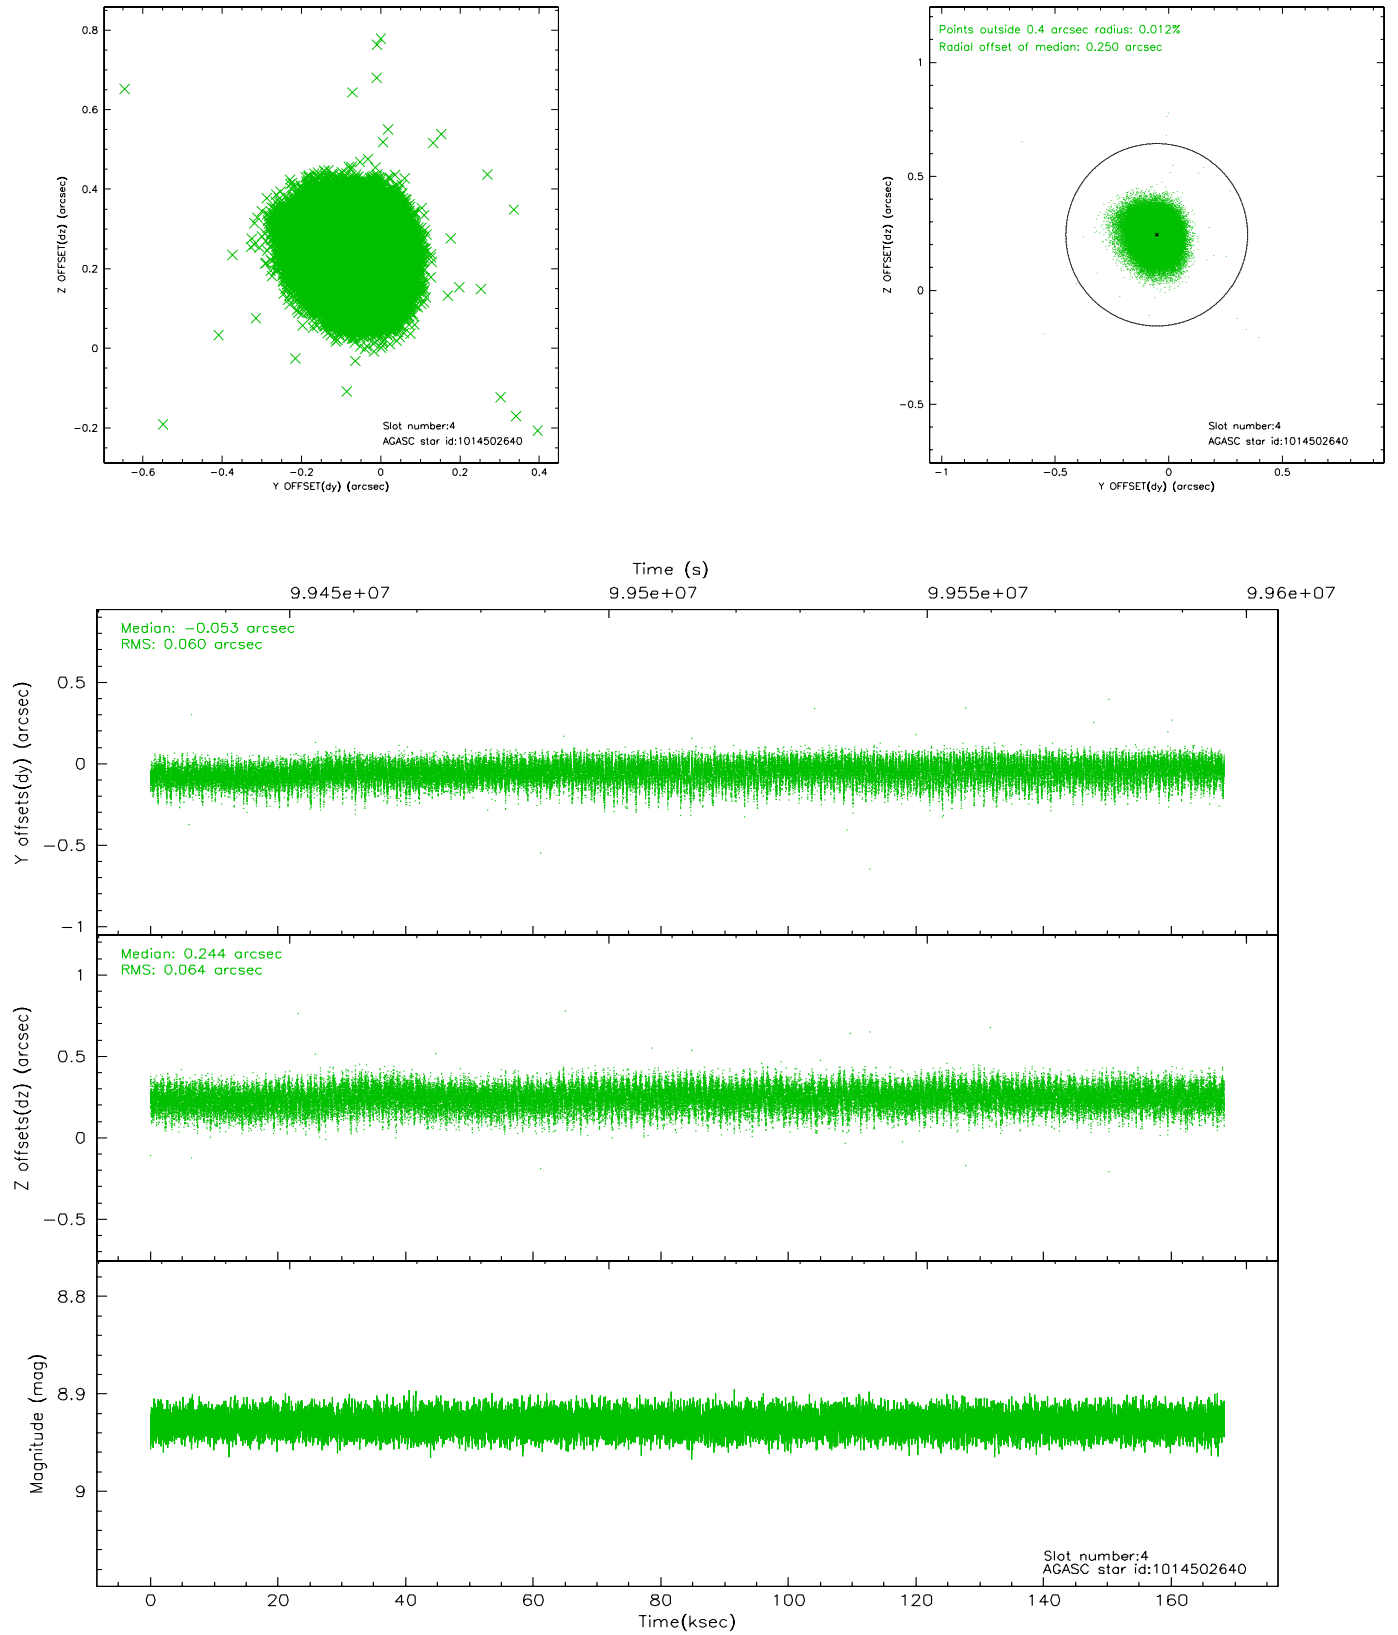 0.8
0.6
0.4
0.2
0
−0.2
Z OFFSET(dz) (arcsec)
Slot number:4
AGASC star id:1014502640
−0.6 −0.4 −0.2 0 0.2 0.4
Y OFFSET(dy) (arcsec)
Points outside 0.4 arcsec radius: 0.012%
Radial offset of median: 0.250 arcsec
1
0.5
0
−0.5
Z OFFSET(dz) (arcsec)
Slot number:4
AGASC star id:1014502640
−1 −0.5 0 0.5
Y OFFSET(dy) (arcsec)
Time (s)
9.945e+07 9.95e+07 9.955e+07 9.96e+07
Median: −0.053 arcsec
RMS: 0.060 arcsec
0.5
0
−0.5
−1
Y offsets(dy) (arcsec)
Median: 0.244 arcsec
RMS: 0.064 arcsec
1
0.5
0
−0.5
Z offsets(dz) (arcsec)
8.8
8.9
9
Magnitude (mag)
Slot number:4
AGASC star id:1014502640
0 20 40 60 80 100 120 140 160
Time(ksec)